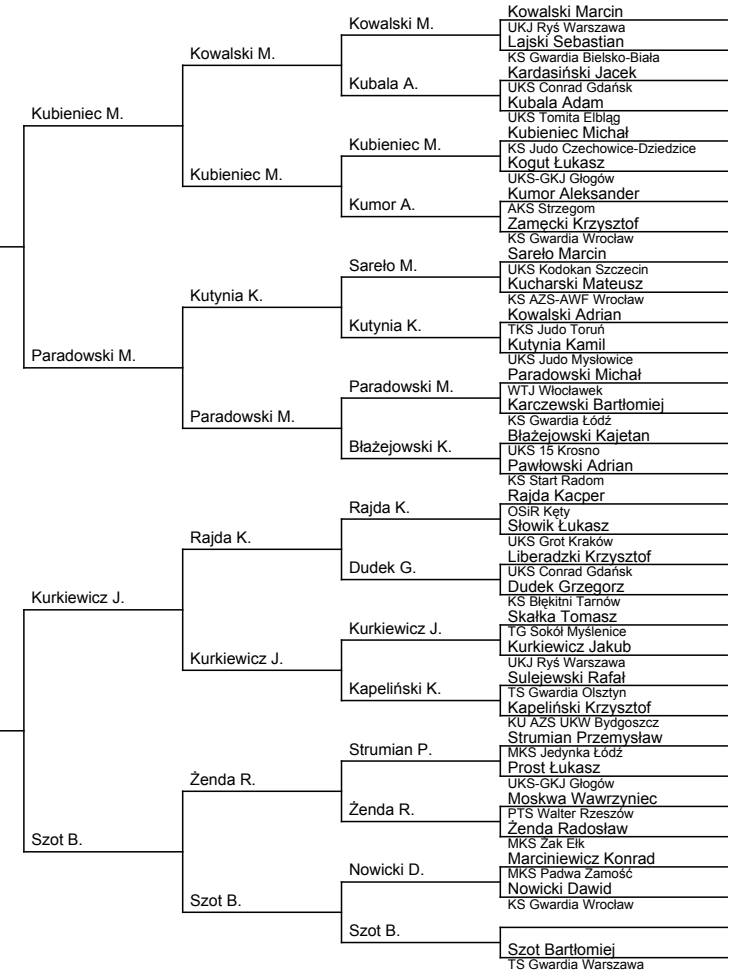 Kowalski Marcin
Kowalski M.
UKJ Ryś Warszawa
Lajski Sebastian
Kowalski M.
KS Gwardia Bielsko-Biała
Kardasiński Jacek
Kubala A.
UKS Conrad Gdańsk
Kubala Adam
Kubieniec M.
UKS Tomita Elbląg
Kubieniec Michał
Kubieniec M.
KS Judo Czechowice-Dziedzice
Kogut Łukasz
Kubieniec M.
UKS-GKJ Głogów
Kumor Aleksander
Kumor A.
AKS Strzegom
Zamęcki Krzysztof
KS Gwardia Wrocław
Sareło Marcin
Sareło M.
UKS Kodokan Szczecin
Kucharski Mateusz
Kutynia K.
KS AZS-AWF Wrocław
Kowalski Adrian
Kutynia K.
TKS Judo Toruń
Kutynia Kamil
Paradowski M.
UKS Judo Mysłowice
Paradowski Michał
Paradowski M.
WTJ Włocławek
Karczewski Bartłomiej
Paradowski M.
KS Gwardia Łódź
Błażejowski Kajetan
Błażejowski K.
UKS 15 Krosno
Pawłowski Adrian
KS Start Radom
Rajda Kacper
Rajda K.
OSiR Kęty
Słowik Łukasz
Rajda K.
UKS Grot Kraków
Liberadzki Krzysztof
Dudek G.
UKS Conrad Gdańsk
Dudek Grzegorz
Kurkiewicz J.
KS Błękitni Tarnów
Skałka Tomasz
Kurkiewicz J.
TG Sokół Myślenice
Kurkiewicz Jakub
Kurkiewicz J.
UKJ Ryś Warszawa
Sulejewski Rafał
Kapeliński K.
TS Gwardia Olsztyn
Kapeliński Krzysztof
KU AZS UKW Bydgoszcz
Strumian Przemysław
Strumian P.
MKS Jedynka Łódź
Prost Łukasz
Żenda R.
UKS-GKJ Głogów
Moskwa Wawrzyniec
Żenda R.
PTS Walter Rzeszów
Żenda Radosław
Szot B.
MKS Żak Ełk
Marciniewicz Konrad
Nowicki D.
MKS Padwa Zamość
Nowicki Dawid
Szot B.
KS Gwardia Wrocław
Szot B.
Szot Bartłomiej
TS Gwardia Warszawa